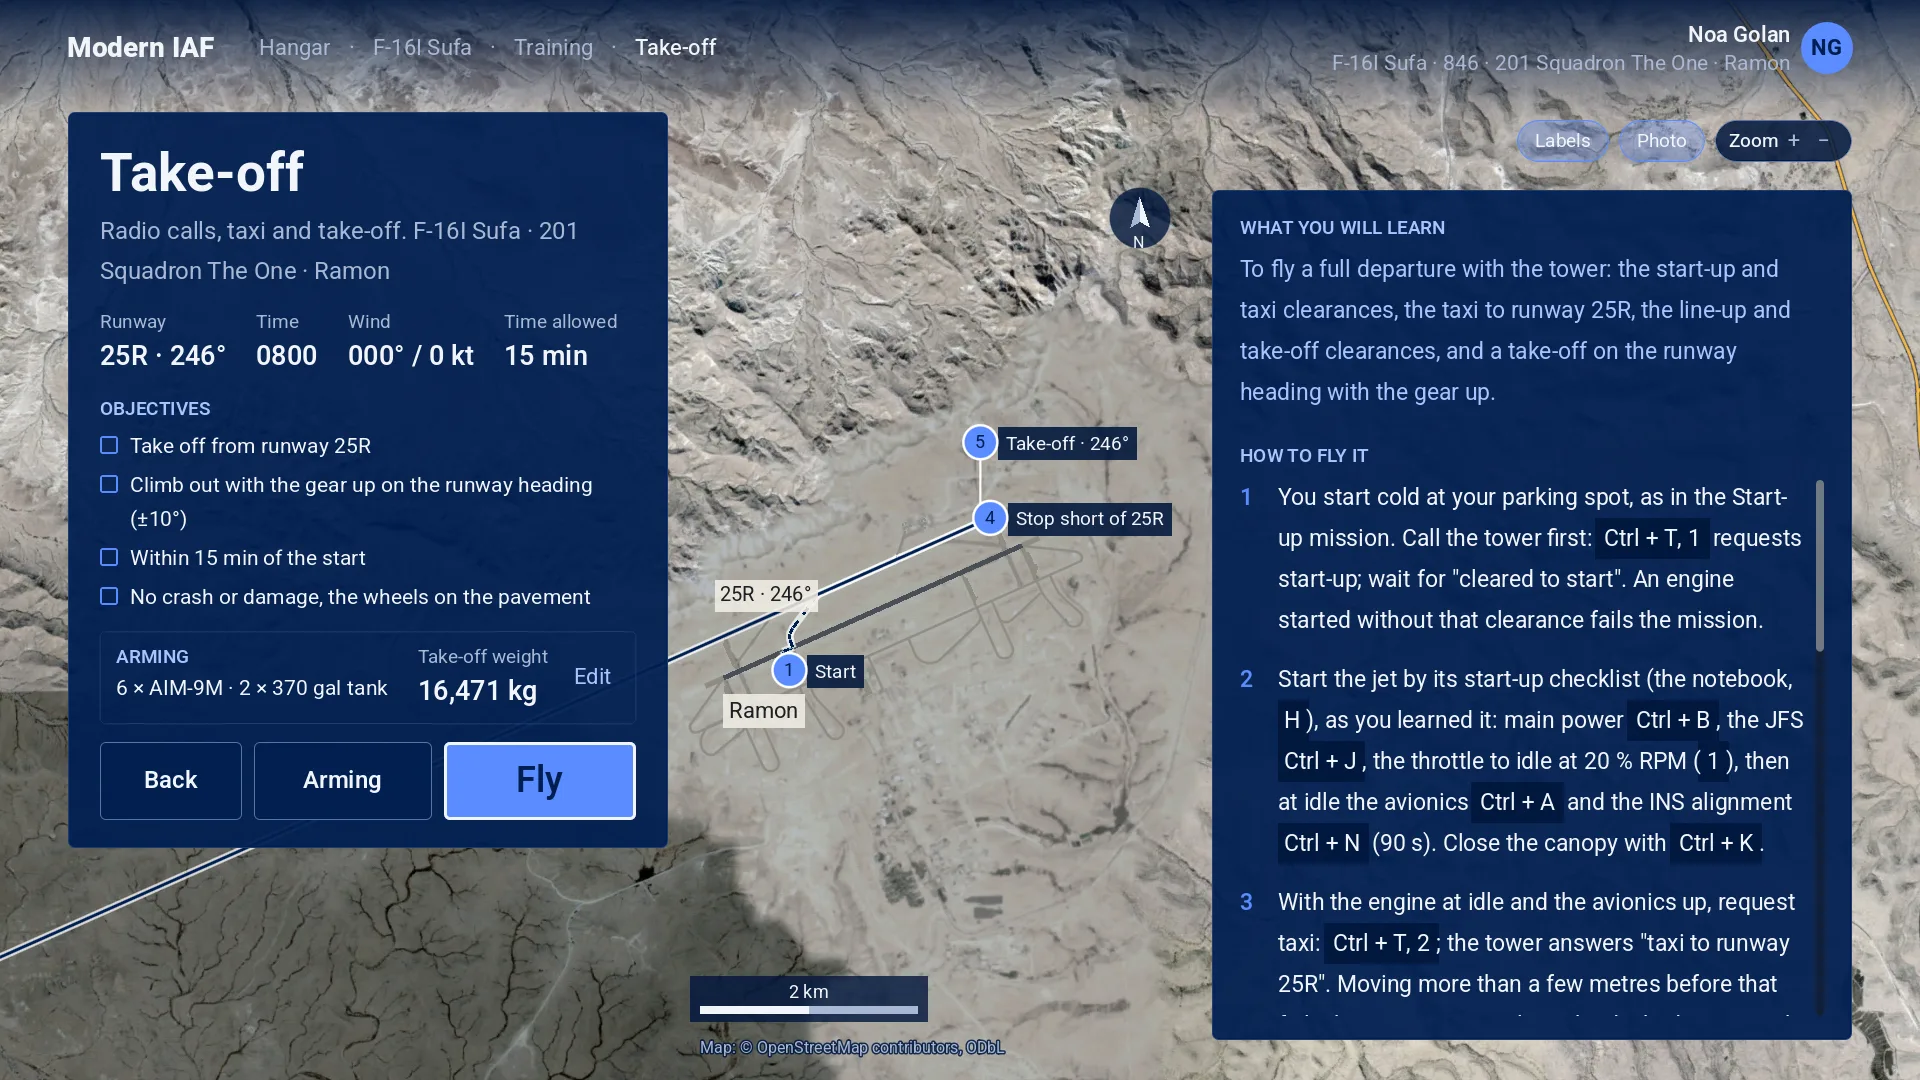 Modern IAF
Hangar · F-16I Sufa · Training · Take-off
Noa Golan
F-16I Sufa · 846 · 201 Squadron The One · Ramon
NG
Take-off
Radio calls, taxi and take-off. F-16I Sufa · 201
Squadron The One · Ramon
Runway Time Wind Time allowed
25R · 246° 0800 000° / 0 kt 15 min
OBJECTIVES
Take off from runway 25R
Climb out with the gear up on the runway heading
(±10°)
Within 15 min of the start
No crash or damage, the wheels on the pavement
ARMING
6 × AIM-9M · 2 × 370 gal tank
Take-off weight
16,471 kg
Edit
Back
Arming
Fly
5 Take-off · 246°
4 Stop short of 25R
25R · 246°
1 Start
Ramon
N
2 km
Map: © OpenStreetMap contributors, ODbL
Labels
Photo
Zoom + −
WHAT YOU WILL LEARN
To fly a full departure with the tower: the start-up and
taxi clearances, the taxi to runway 25R, the line-up and
take-off clearances, and a take-off on the runway
heading with the gear up.
HOW TO FLY IT
1 You start cold at your parking spot, as in the Start-
up mission. Call the tower first: Ctrl + T, 1 requests
start-up; wait for "cleared to start". An engine
started without that clearance fails the mission.
2 Start the jet by its start-up checklist (the notebook,
H ), as you learned it: main power Ctrl + B , the JFS
Ctrl + J , the throttle to idle at 20 % RPM ( 1 ), then
at idle the avionics Ctrl + A and the INS alignment
Ctrl + N (90 s). Close the canopy with Ctrl + K .
3 With the engine at idle and the avionics up, request
taxi: Ctrl + T, 2 ; the tower answers "taxi to runway
25R". Moving more than a few metres before that